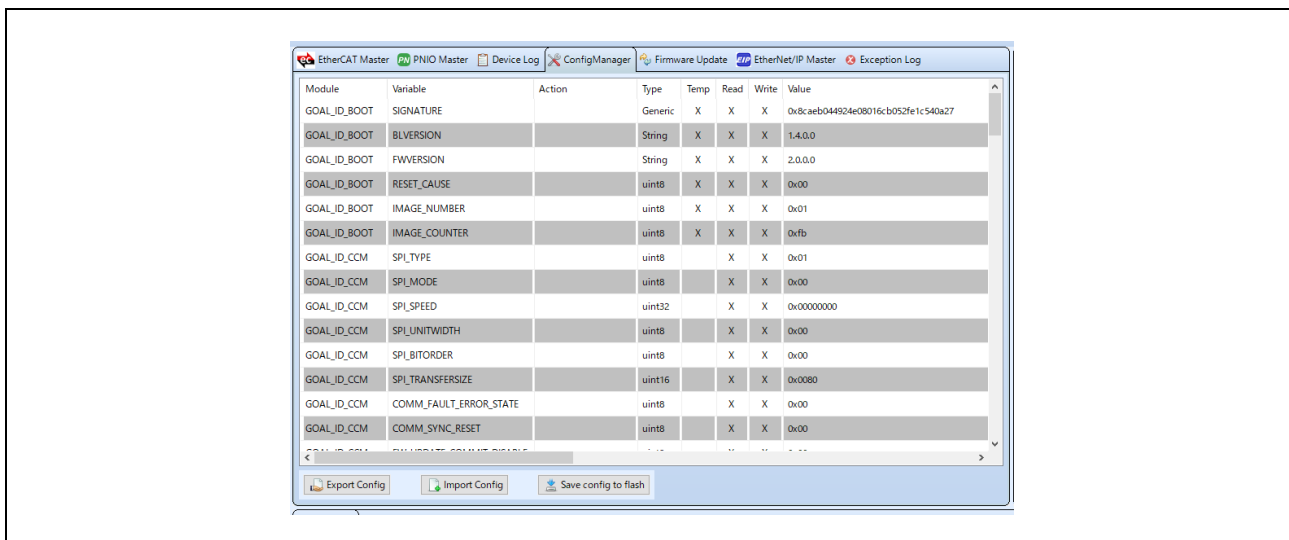 EtherCAT Master PN PNIO Master Device Log ConfigManager Firmware Update EIP EtherNet/IP Master Exception Log
Module Variable Action Type Temp Read Write Value
GOAL_ID_BOOT SIGNATURE Generic X X X 0x8caeb044924e08016cb052fe1c540a27
GOAL_ID_BOOT BLVERSION String X X X 1.4.0.0
GOAL_ID_BOOT FWVERSION String X X X 2.0.0.0
GOAL_ID_BOOT RESET_CAUSE uint8 X X X 0x00
GOAL_ID_BOOT IMAGE_NUMBER uint8 X X X 0x01
GOAL_ID_BOOT IMAGE_COUNTER uint8 X X X 0xfb
GOAL_ID_CCM SPI_TYPE uint8 X X 0x01
GOAL_ID_CCM SPI_MODE uint8 X X 0x00
GOAL_ID_CCM SPI_SPEED uint32 X X 0x00000000
GOAL_ID_CCM SPI_UNITWIDTH uint8 X X 0x00
GOAL_ID_CCM SPI_BITORDER uint8 X X 0x00
GOAL_ID_CCM SPI_TRANSFERSIZE uint16 X X 0x0080
GOAL_ID_CCM COMM_FAULT_ERROR_STATE uint8 X X 0x00
GOAL_ID_CCM COMM_SYNC_RESET uint8 X X 0x00
Export Config Import Config Save config to flash